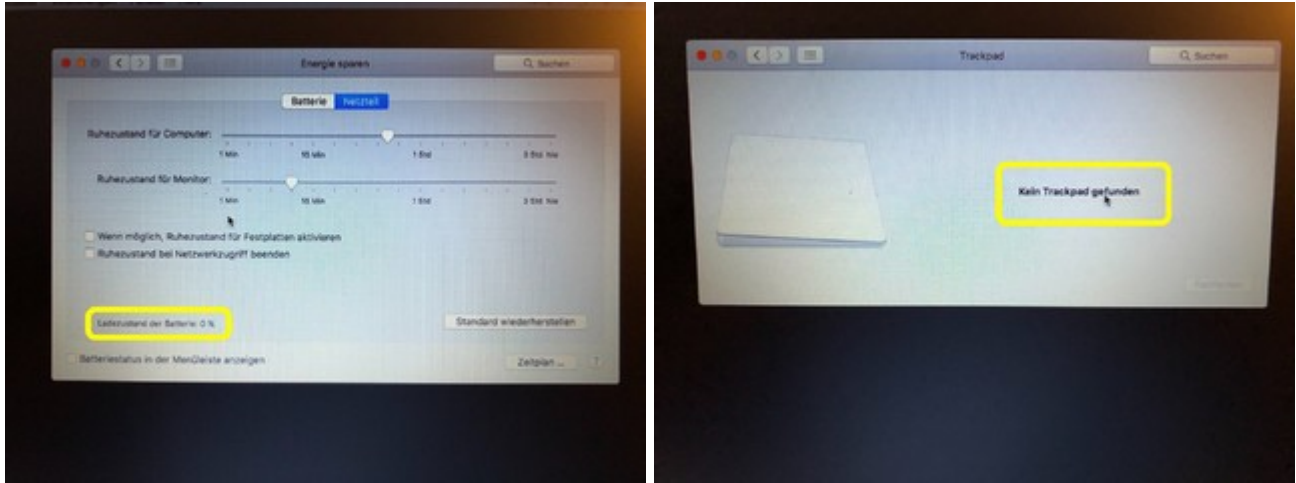 Energie sparen
Suchen
Batterie
Netzteil
Ruhezustand für Computer:
1 Min
15 Min
1 Std
3 Std Nie
Ruhezustand für Monitor:
1 Min
15 Min
1 Std
3 Std Nie
Wenn möglich, Ruhezustand für Festplatten aktivieren
Ruhezustand bei Netzwerkzugriff beenden
Ladezustand der Batterie: 0 %
Standard wiederherstellen
Batteriestatus in der Menüleiste anzeigen
Zeitplan ...
?
Trackpad
Suchen
Kein Trackpad gefunden